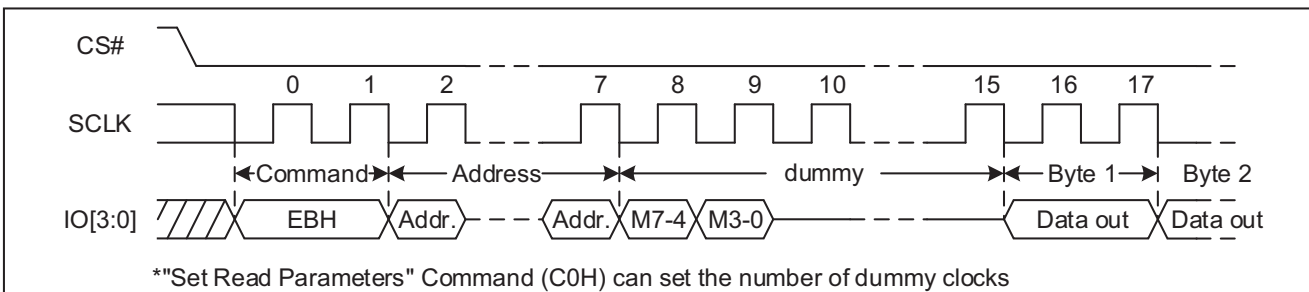 CS#
0 1 2 7 8 9 10 15 16 17
SCLK
Command Address dummy Byte 1 Byte 2
IO[3:0] EBH Addr. Addr. M7-4 M3-0 Data out Data out
*"Set Read Parameters" Command (C0H) can set the number of dummy clocks